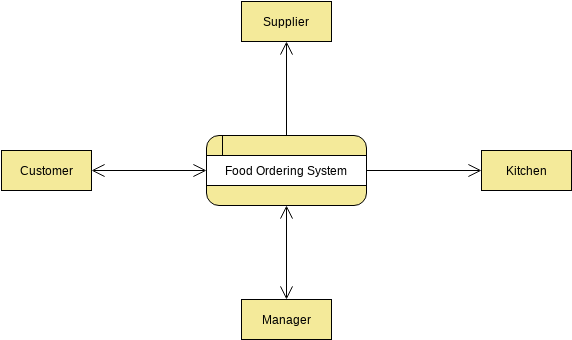 Supplier
Customer
Food Ordering System
Kitchen
Manager